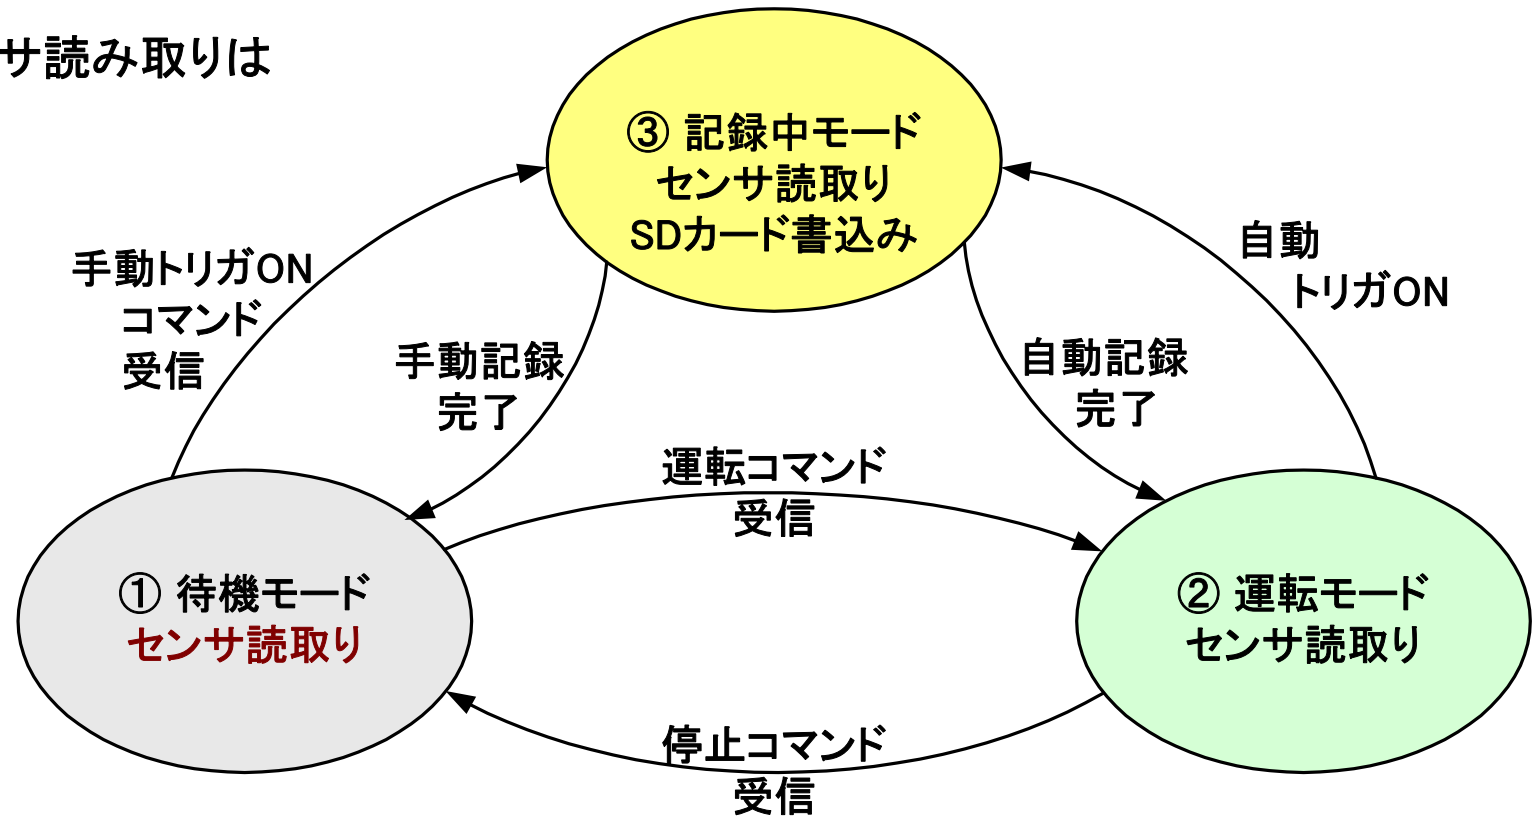 サ読み取りは
③ 記録中モード
センサ読取り
SDカード書込み
手動トリガON
コマンド
受信
自動
トリガON
手動記録
完了
自動記録
完了
運転コマンド
受信
① 待機モード
センサ読取り
② 運転モード
センサ読取り
停止コマンド
受信